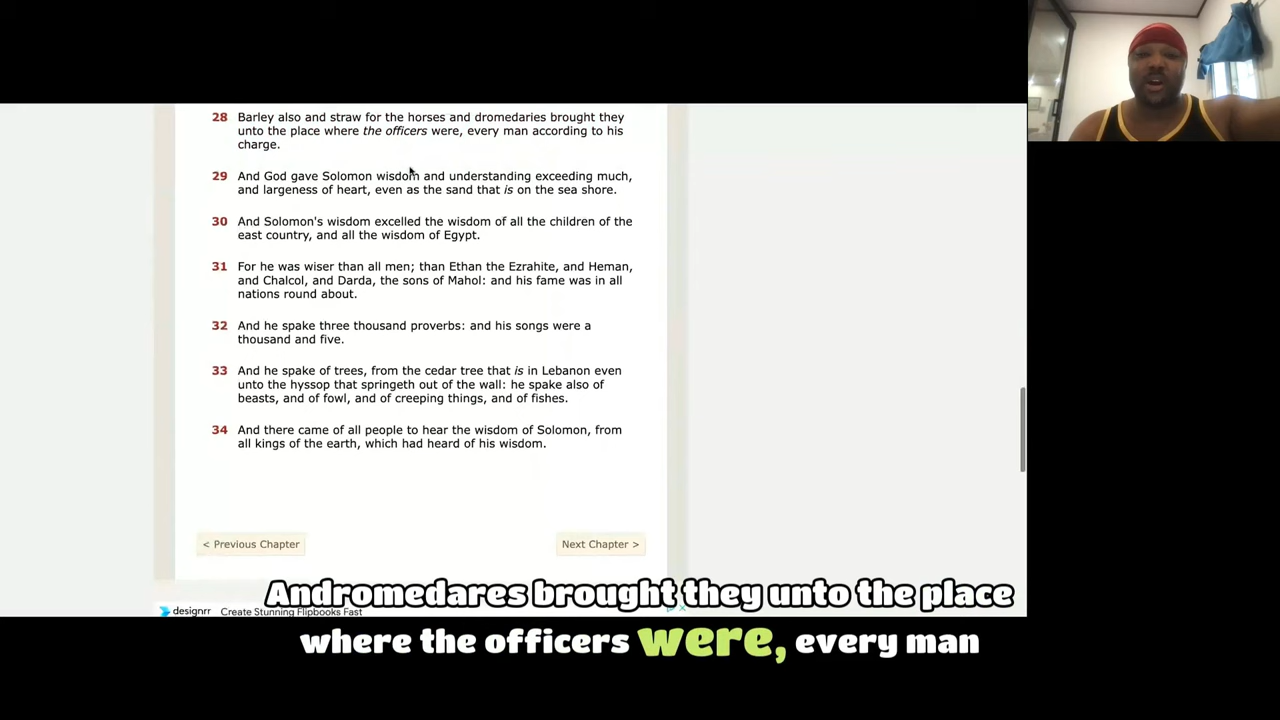 28 Barley also and straw for the horses and dromedaries brought they
unto the place where the officers were, every man according to his
charge.
29 And God gave Solomon wisdom and understanding exceeding much,
and largeness of heart, even as the sand that is on the sea shore.
30 And Solomon's wisdom excelled the wisdom of all the children of the
east country, and all the wisdom of Egypt.
31 For he was wiser than all men; than Ethan the Ezrahite, and Heman,
and Chalcol, and Darda, the sons of Mahol: and his fame was in all
nations round about.
32 And he spake three thousand proverbs: and his songs were a
thousand and five.
33 And he spake of trees, from the cedar tree that is in Lebanon even
unto the hyssop that springeth out of the wall: he spake also of
beasts, and of fowl, and of creeping things, and of fishes.
34 And there came of all people to hear the wisdom of Solomon, from
all kings of the earth, which had heard of his wisdom.
< Previous Chapter
Next Chapter >
Andromedares brought they unto the place
designrr Create Stunning Flipbooks Fast
where the officers were, every man